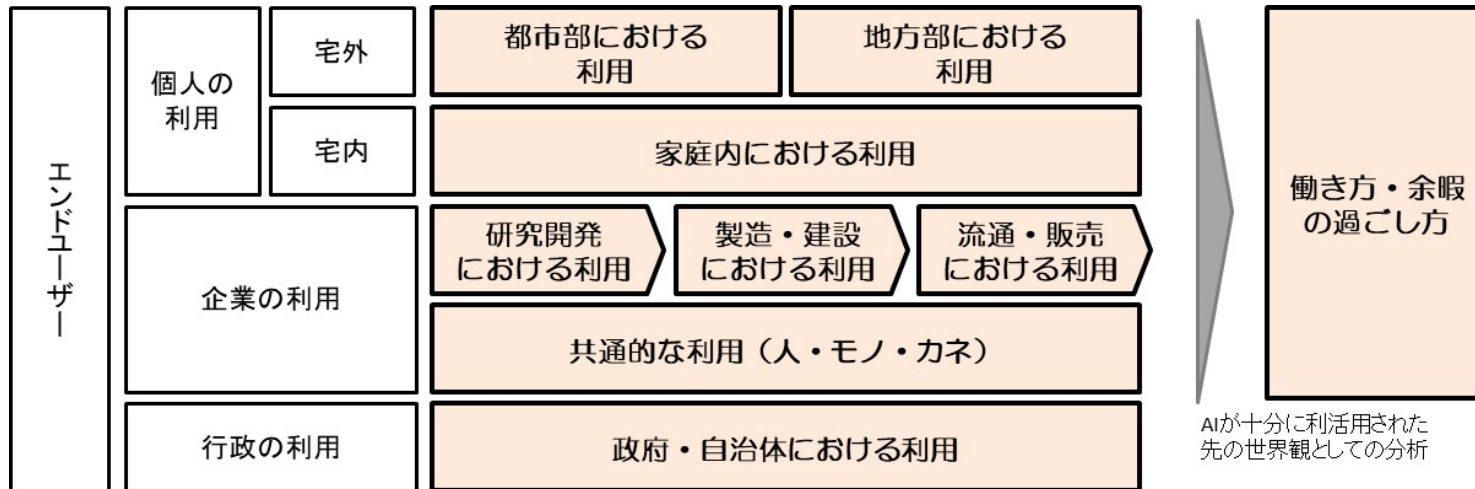 エンドユーザー
個人の
利用
宅外
都市部における
利用
地方部における
利用
宅内
家庭内における利用
企業の利用
研究開発
における利用
製造・建設
における利用
流通・販売
における利用
共通的な利用（人・モノ・カネ）
行政の利用
政府・自治体における利用
AIが十分に利活用された
先の世界観としての分析
働き方・余暇
の過ごし方